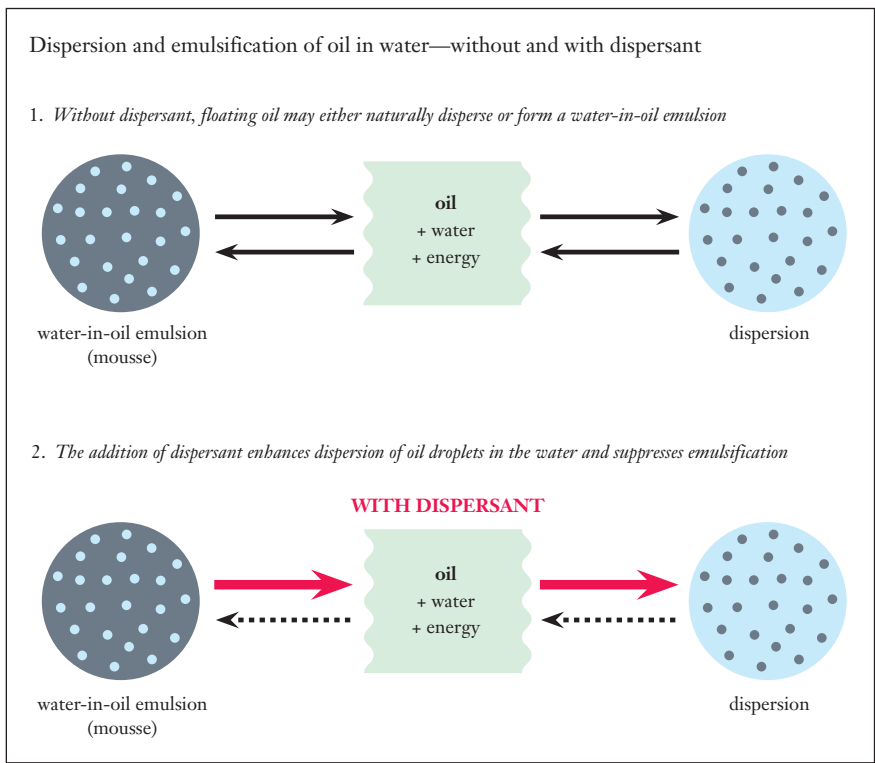 Dispersion and emulsification of oil in water—without and with dispersant
1. Without dispersant, floating oil may either naturally disperse or form a water-in-oil emulsion
oil
+ water
+ energy
water-in-oil emulsion
(mousse)
dispersion
2. The addition of dispersant enhances dispersion of oil droplets in the water and suppresses emulsification
WITH DISPERSANT
oil
+ water
+ energy
water-in-oil emulsion
(mousse)
dispersion